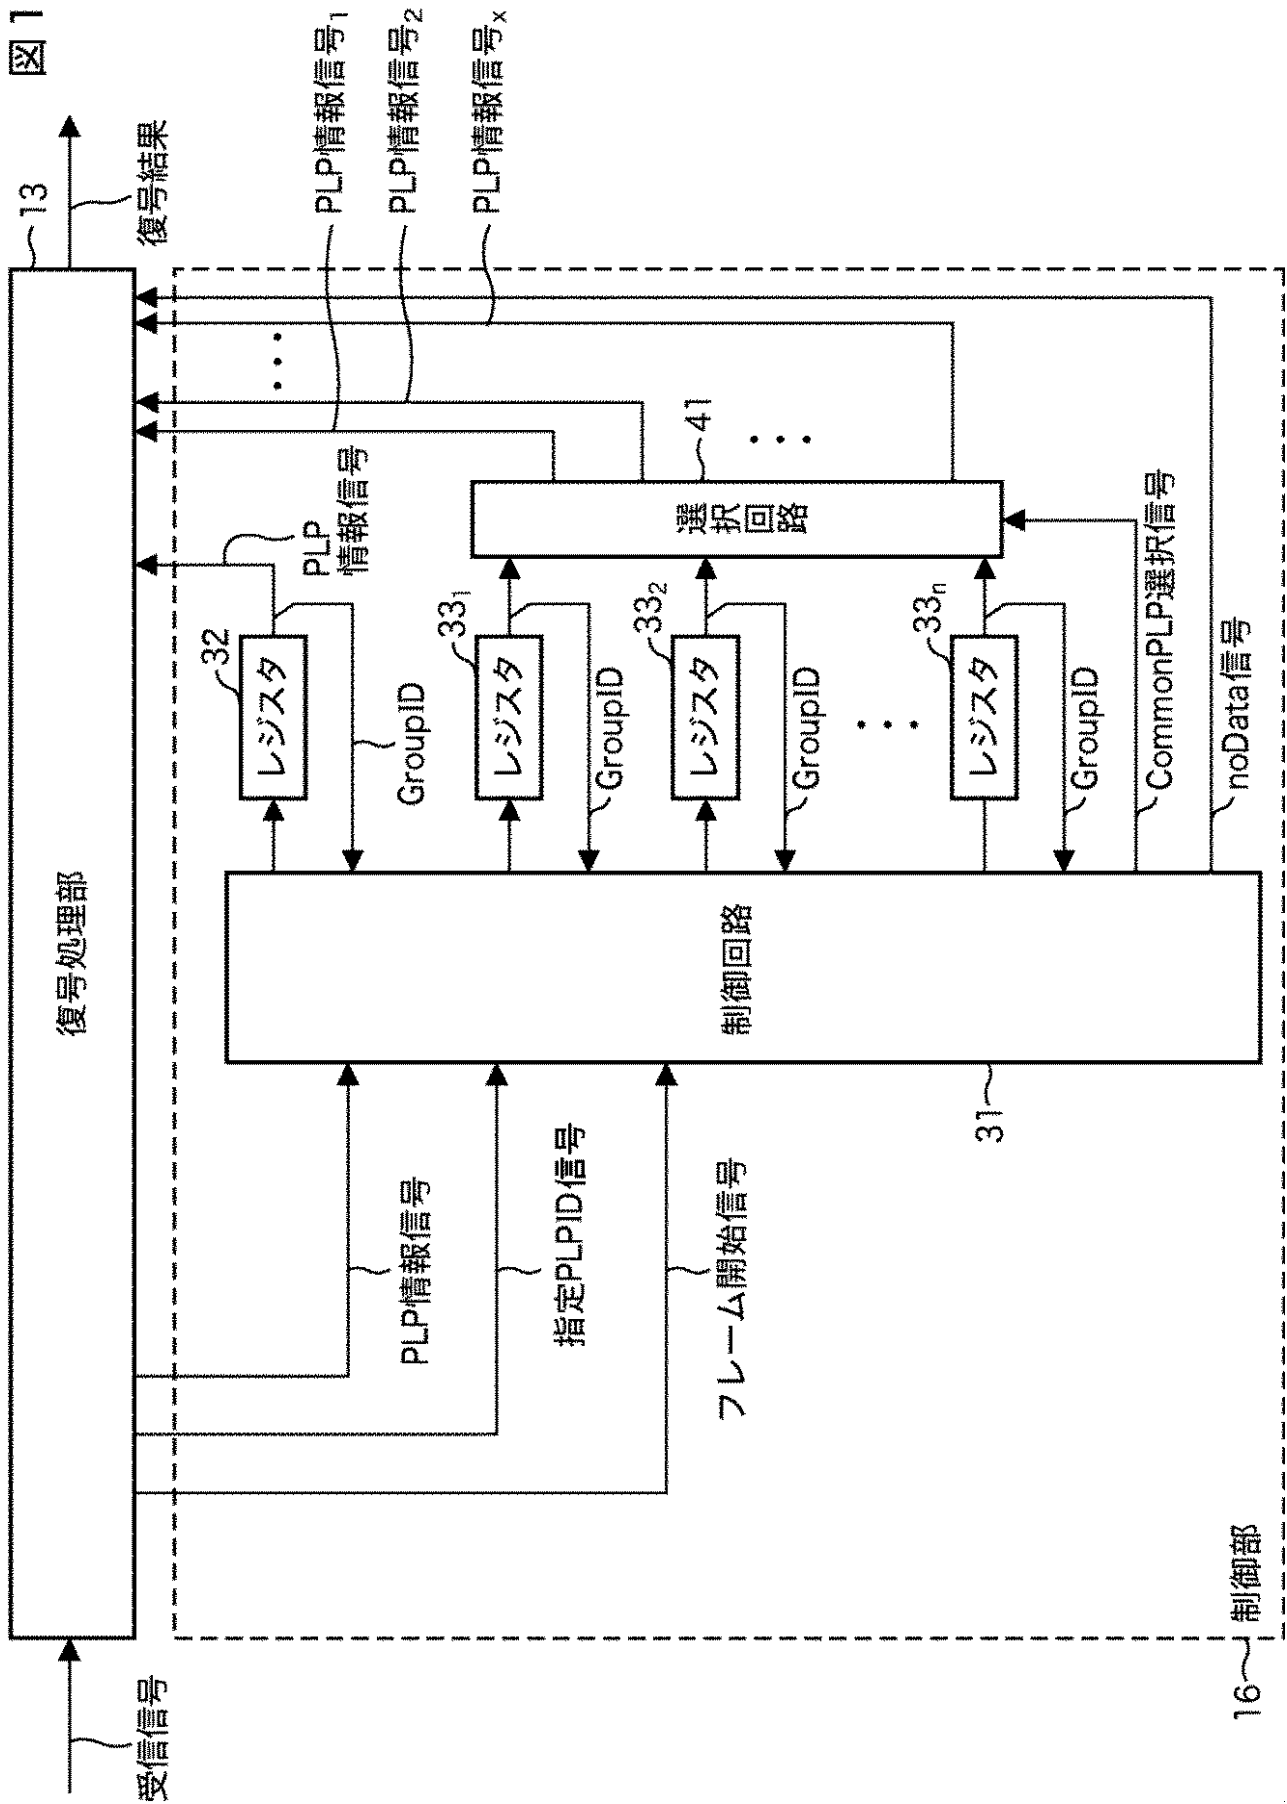 図 1
受信信号
復号処理部
13
復号結果
PLP情報信号1
PLP情報信号2
PLP情報信号x
PLP
情報信号
32
レジスタ
GroupID
PLP情報信号
指定PLPID信号
フレーム開始信号
制御回路
31
33₁
レジスタ
GroupID
33₂
レジスタ
GroupID
33n
レジスタ
GroupID
選択回路
41
CommonPLP選択信号
noData信号
制御部
16